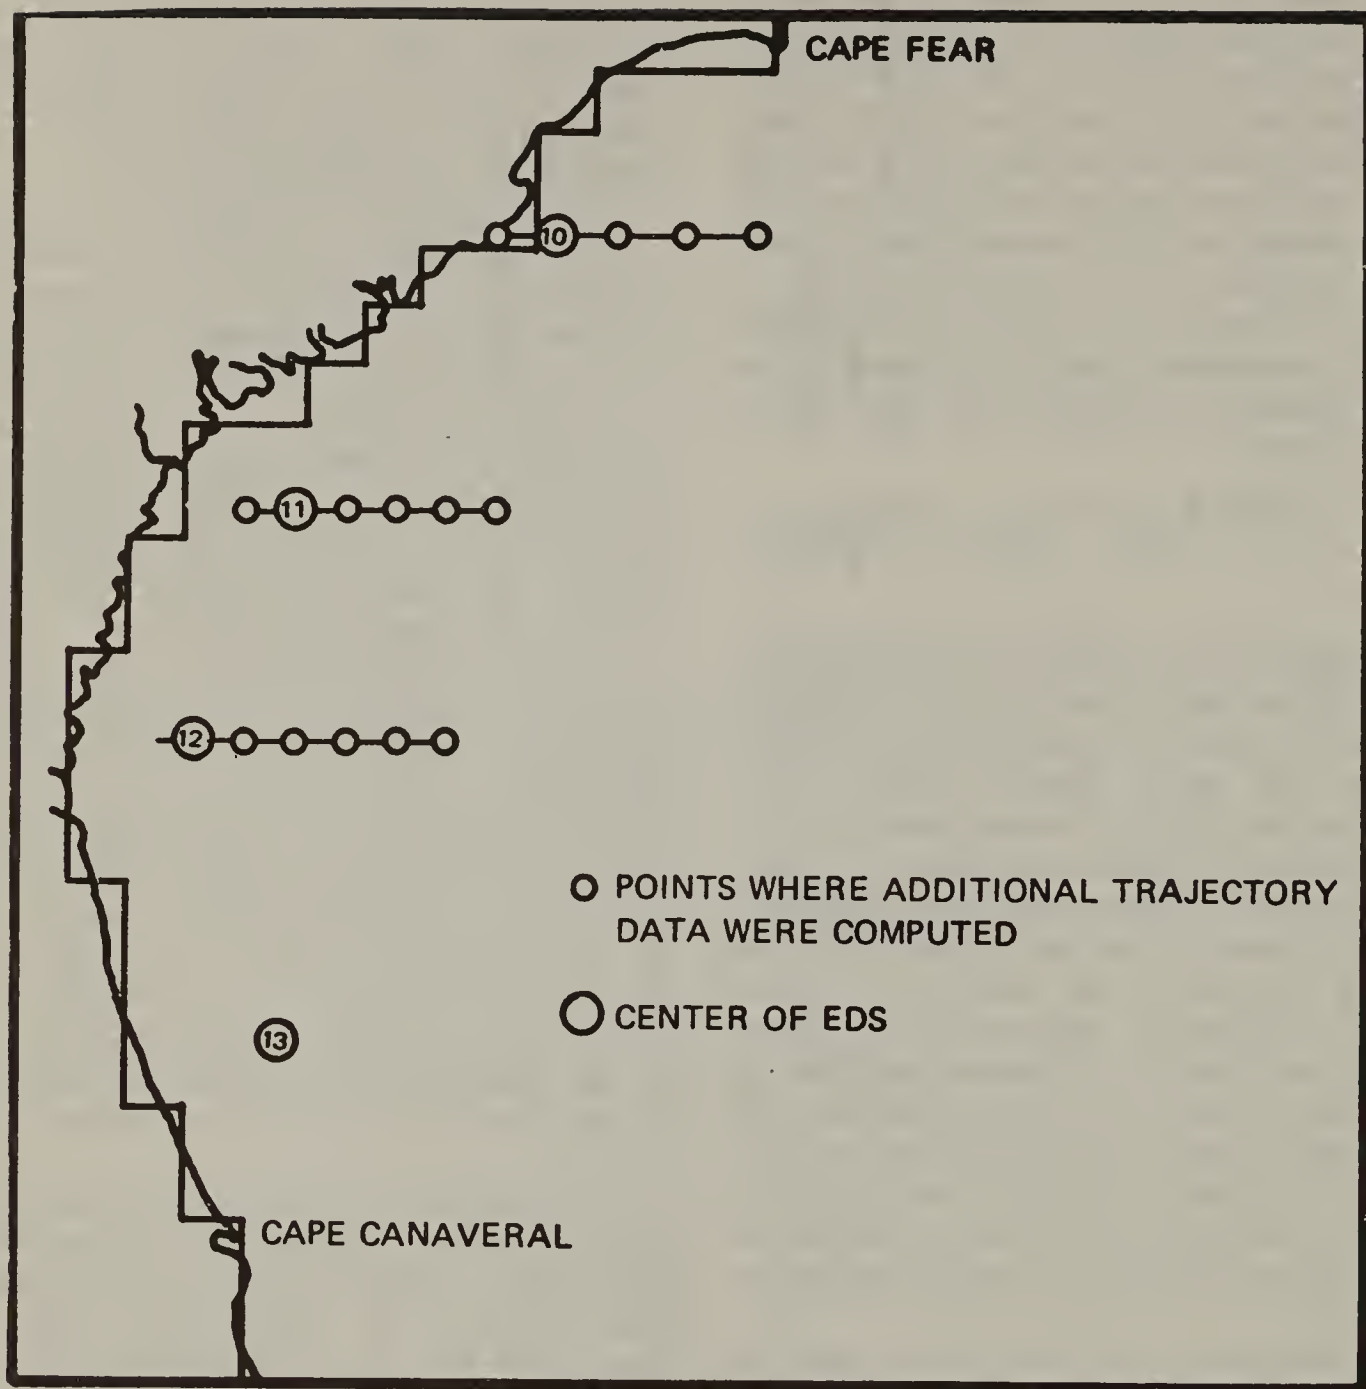 CAPE FEAR
10
11
12
POINTS WHERE ADDITIONAL TRAJECTORY
DATA WERE COMPUTED
CENTER OF EDS
13
CAPE CANAVERAL